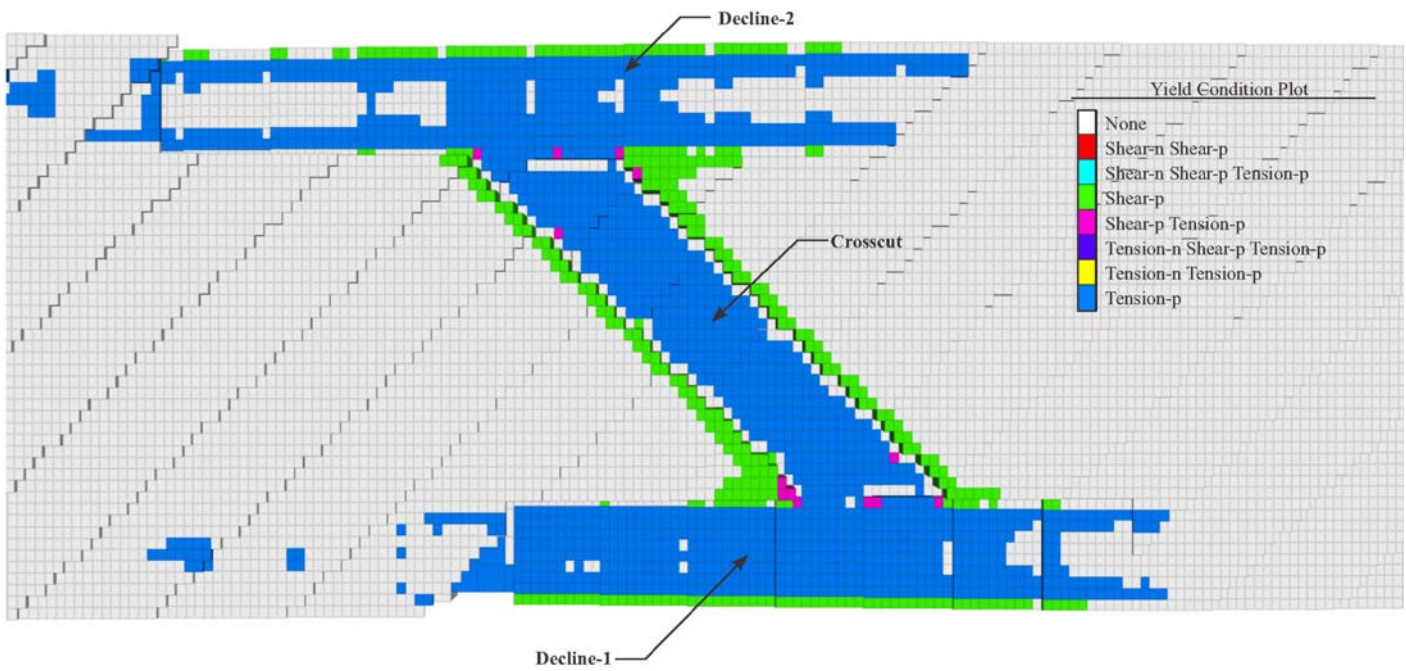 Decline-2
Yield Condition Plot
None
Shear-n Shear-p
Shear-n Shear-p Tension-p
Shear-p
Shear-p Tension-p
Tension-n Shear-p Tension-p
Tension-n Tension-p
Tension-p
Crosscut
Decline-1